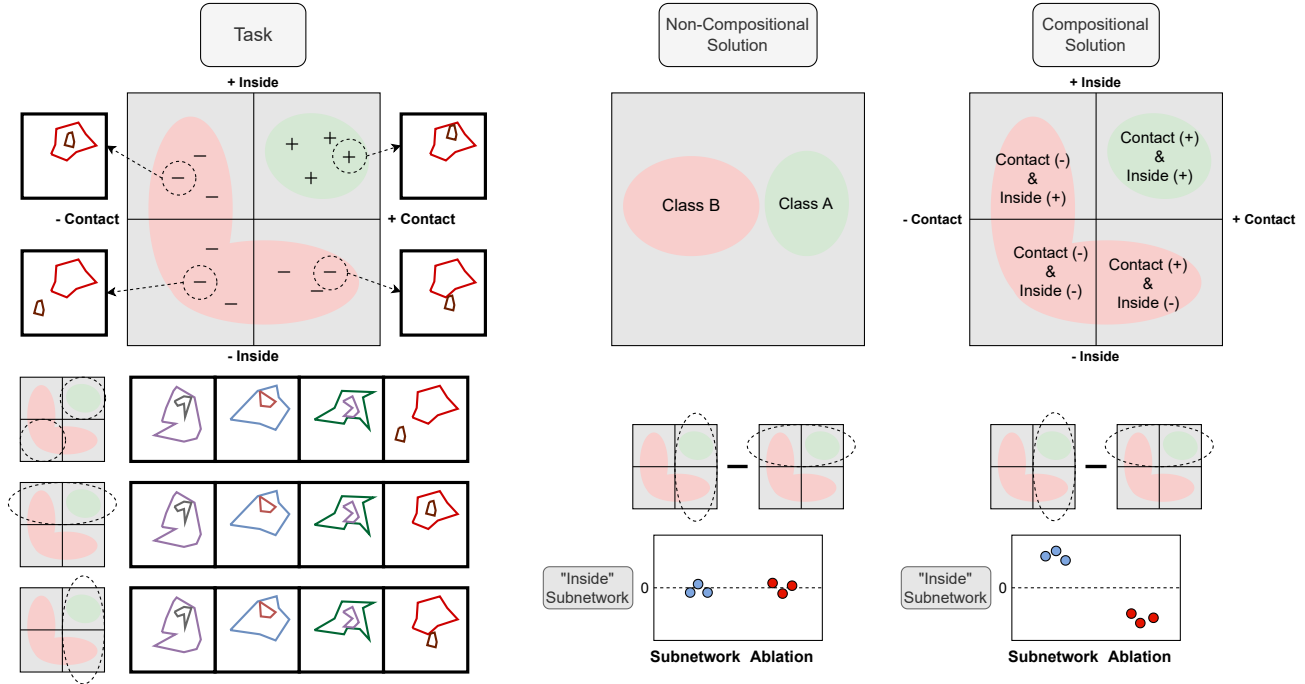 Task
Non-Compositional
Solution
Compositional
Solution
+ Inside
- Contact
+ Contact
- Inside
Class B
Class A
+ Inside
Contact (+)
&
Inside (+)
Contact (-)
&
Inside (+)
- Contact
+ Contact
Contact (-)
&
Inside (-)
Contact (+)
&
Inside (-)
- Inside
"Inside"
Subnetwork
0
Subnetwork
Ablation
"Inside"
Subnetwork
0
Subnetwork
Ablation